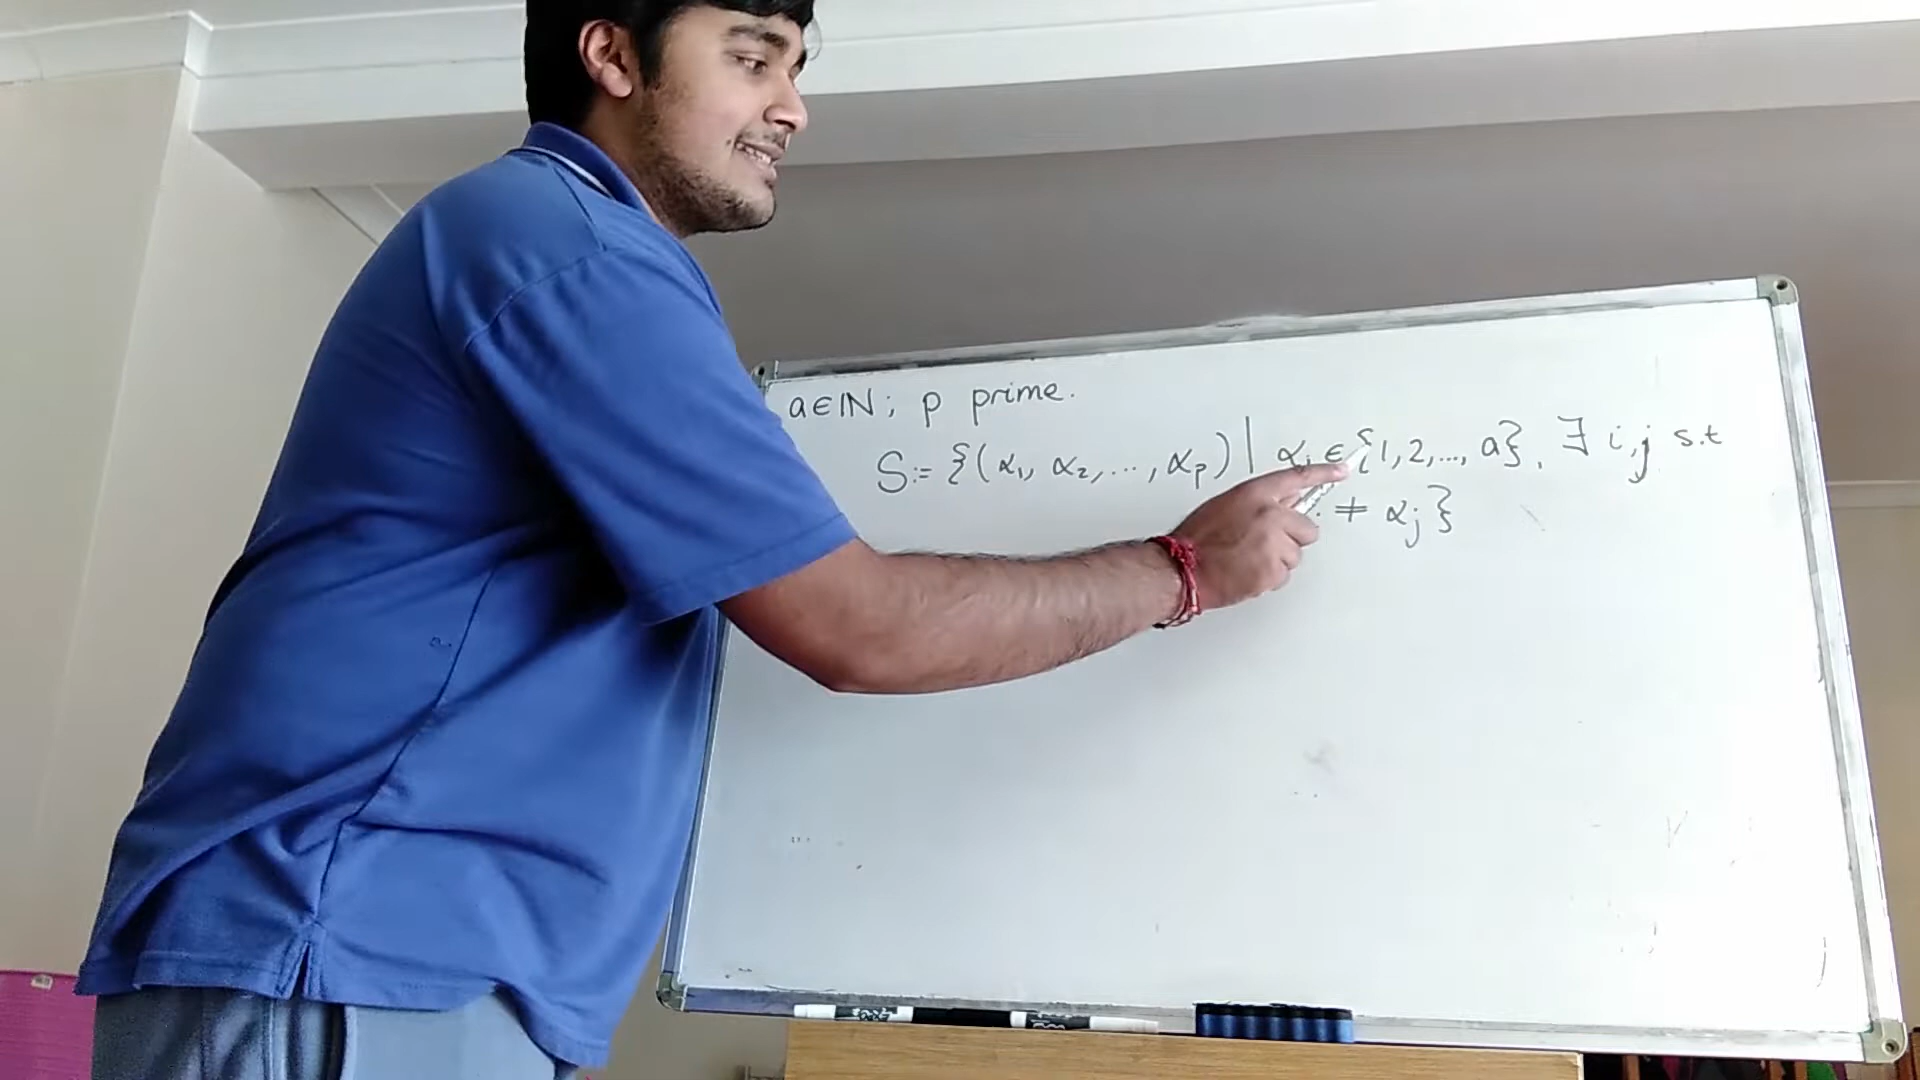 a∈ℕ; p prime.
S:= {(α₁, α₂, ..., αₚ) | αᵢ ∈ {1,2,..., a}, ∃ i,j s.t
≠ αⱼ}